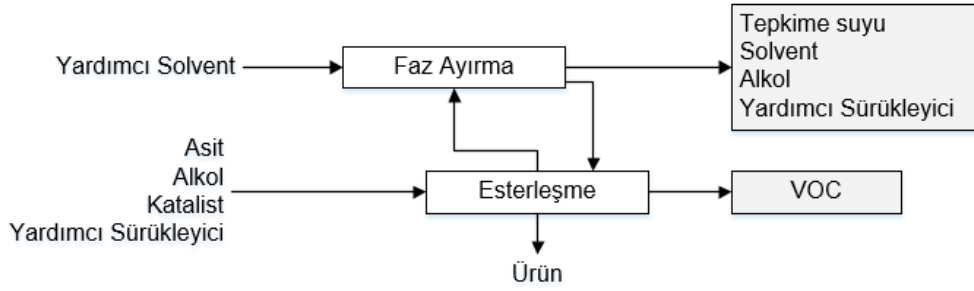 Yardımcı Solvent
Faz Ayırma
Tepkime suyu
Solvent
Alkol
Yardımcı Sürükleyici
Asit
Alkol
Katalist
Yardımcı Sürükleyici
Esterleşme
VOC
Ürün